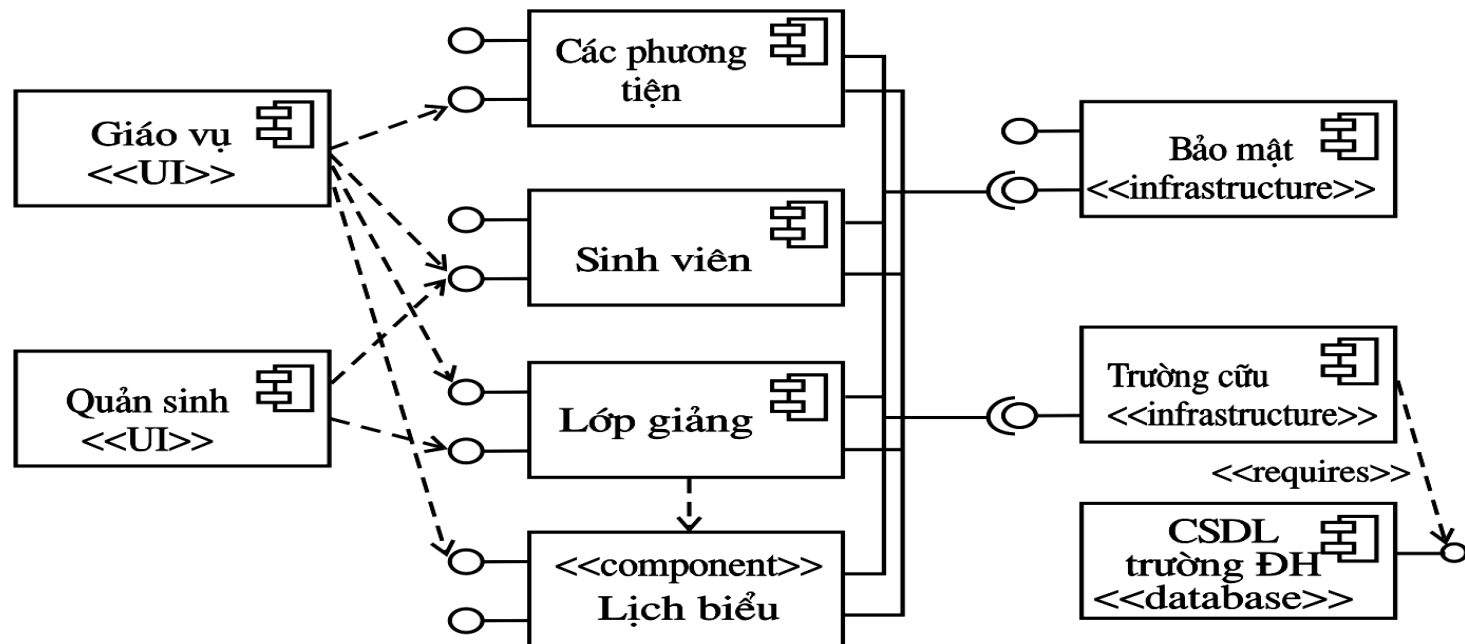 Giáo vụ
<<UI>>
Quản sinh
<<UI>>
Các phương
tiện
Sinh viên
Lớp giảng
<<component>>
Lịch biểu
Bảo mật
<<infrastructure>>
Trường cữu
<<infrastructure>>
<<requires>>
CSDL
trường ĐH
<<database>>